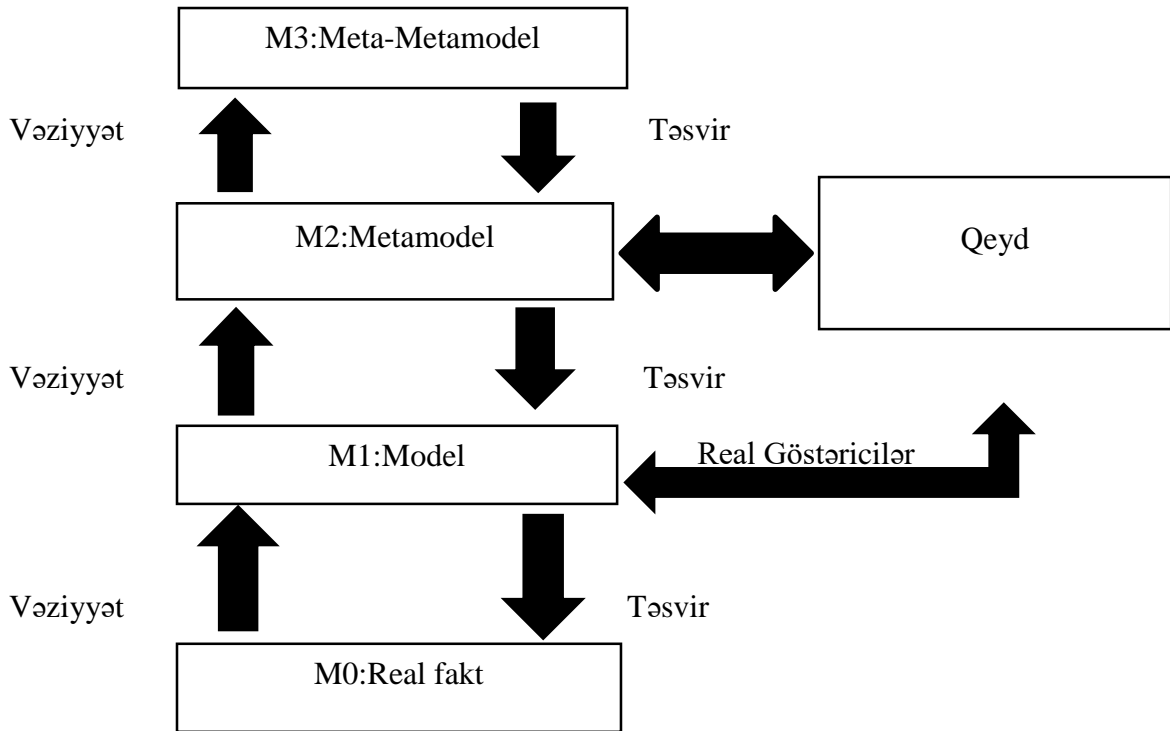 M3:Meta-Metamodel
Vəziyyət
Təsvir
M2:Metamodel
Qeyd
Vəziyyət
Təsvir
M1:Model
Real Göstəricilər
Vəziyyət
Təsvir
M0:Real fakt